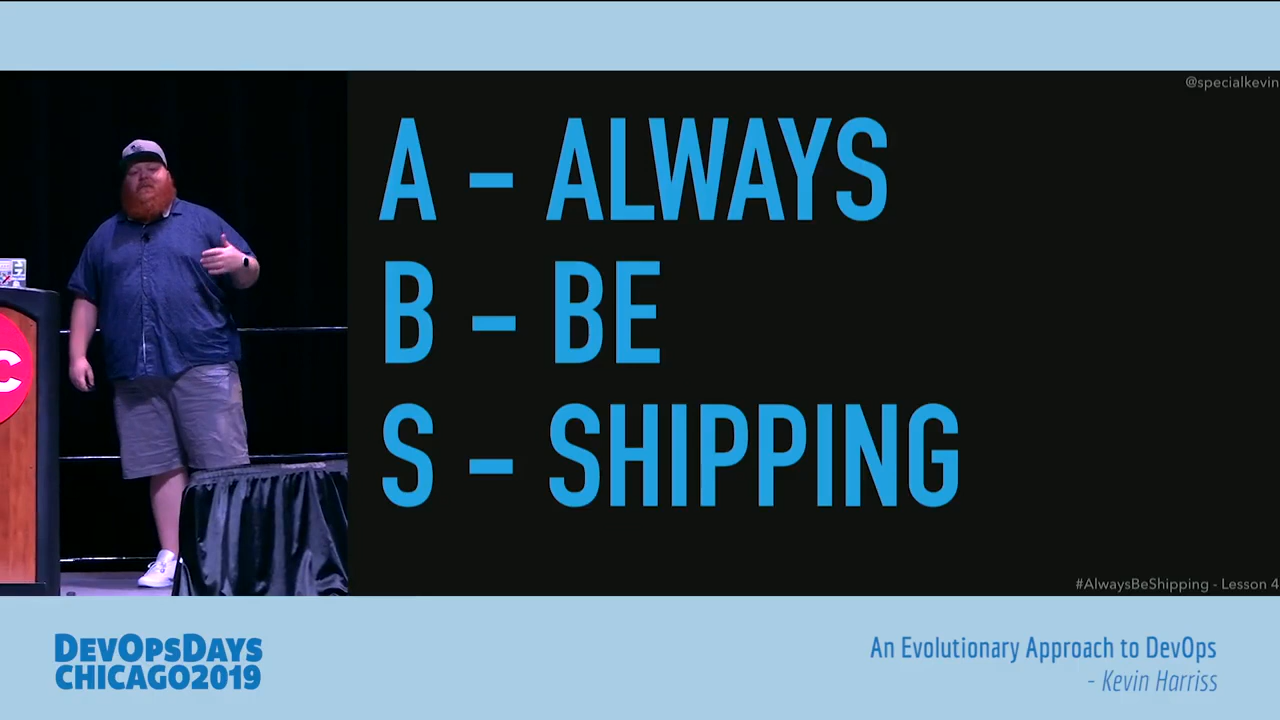 @specialkevin
A – ALWAYS
B – BE
S – SHIPPING
#AlwaysBeShipping - Lesson 4
C
DEVOPSDAYS
CHICAGO2019
An Evolutionary Approach to DevOps
- Kevin Harriss